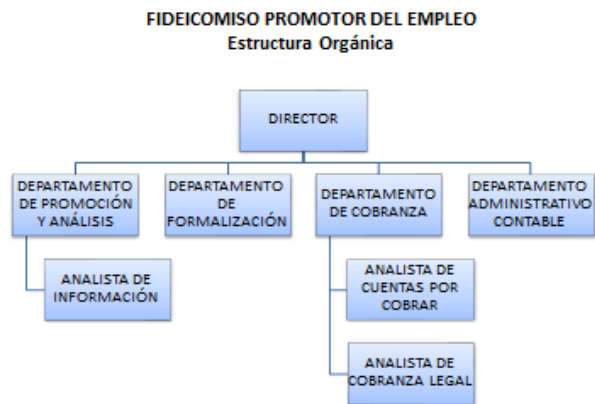 FIDEICOMISO PROMOTOR DEL EMPLEO
Estructura Orgánica
DIRECTOR
DEPARTAMENTO
DE PROMOCIÓN
Y ANÁLISIS
DEPARTAMENTO
DE
FORMALIZACIÓN
DEPARTAMENTO
DE COBRANZA
DEPARTAMENTO
ADMINISTRATIVO
CONTABLE
ANALISTA DE
INFORMACIÓN
ANALISTA DE
CUENTAS POR
COBRAR
ANALISTA DE
COBRANZA LEGAL